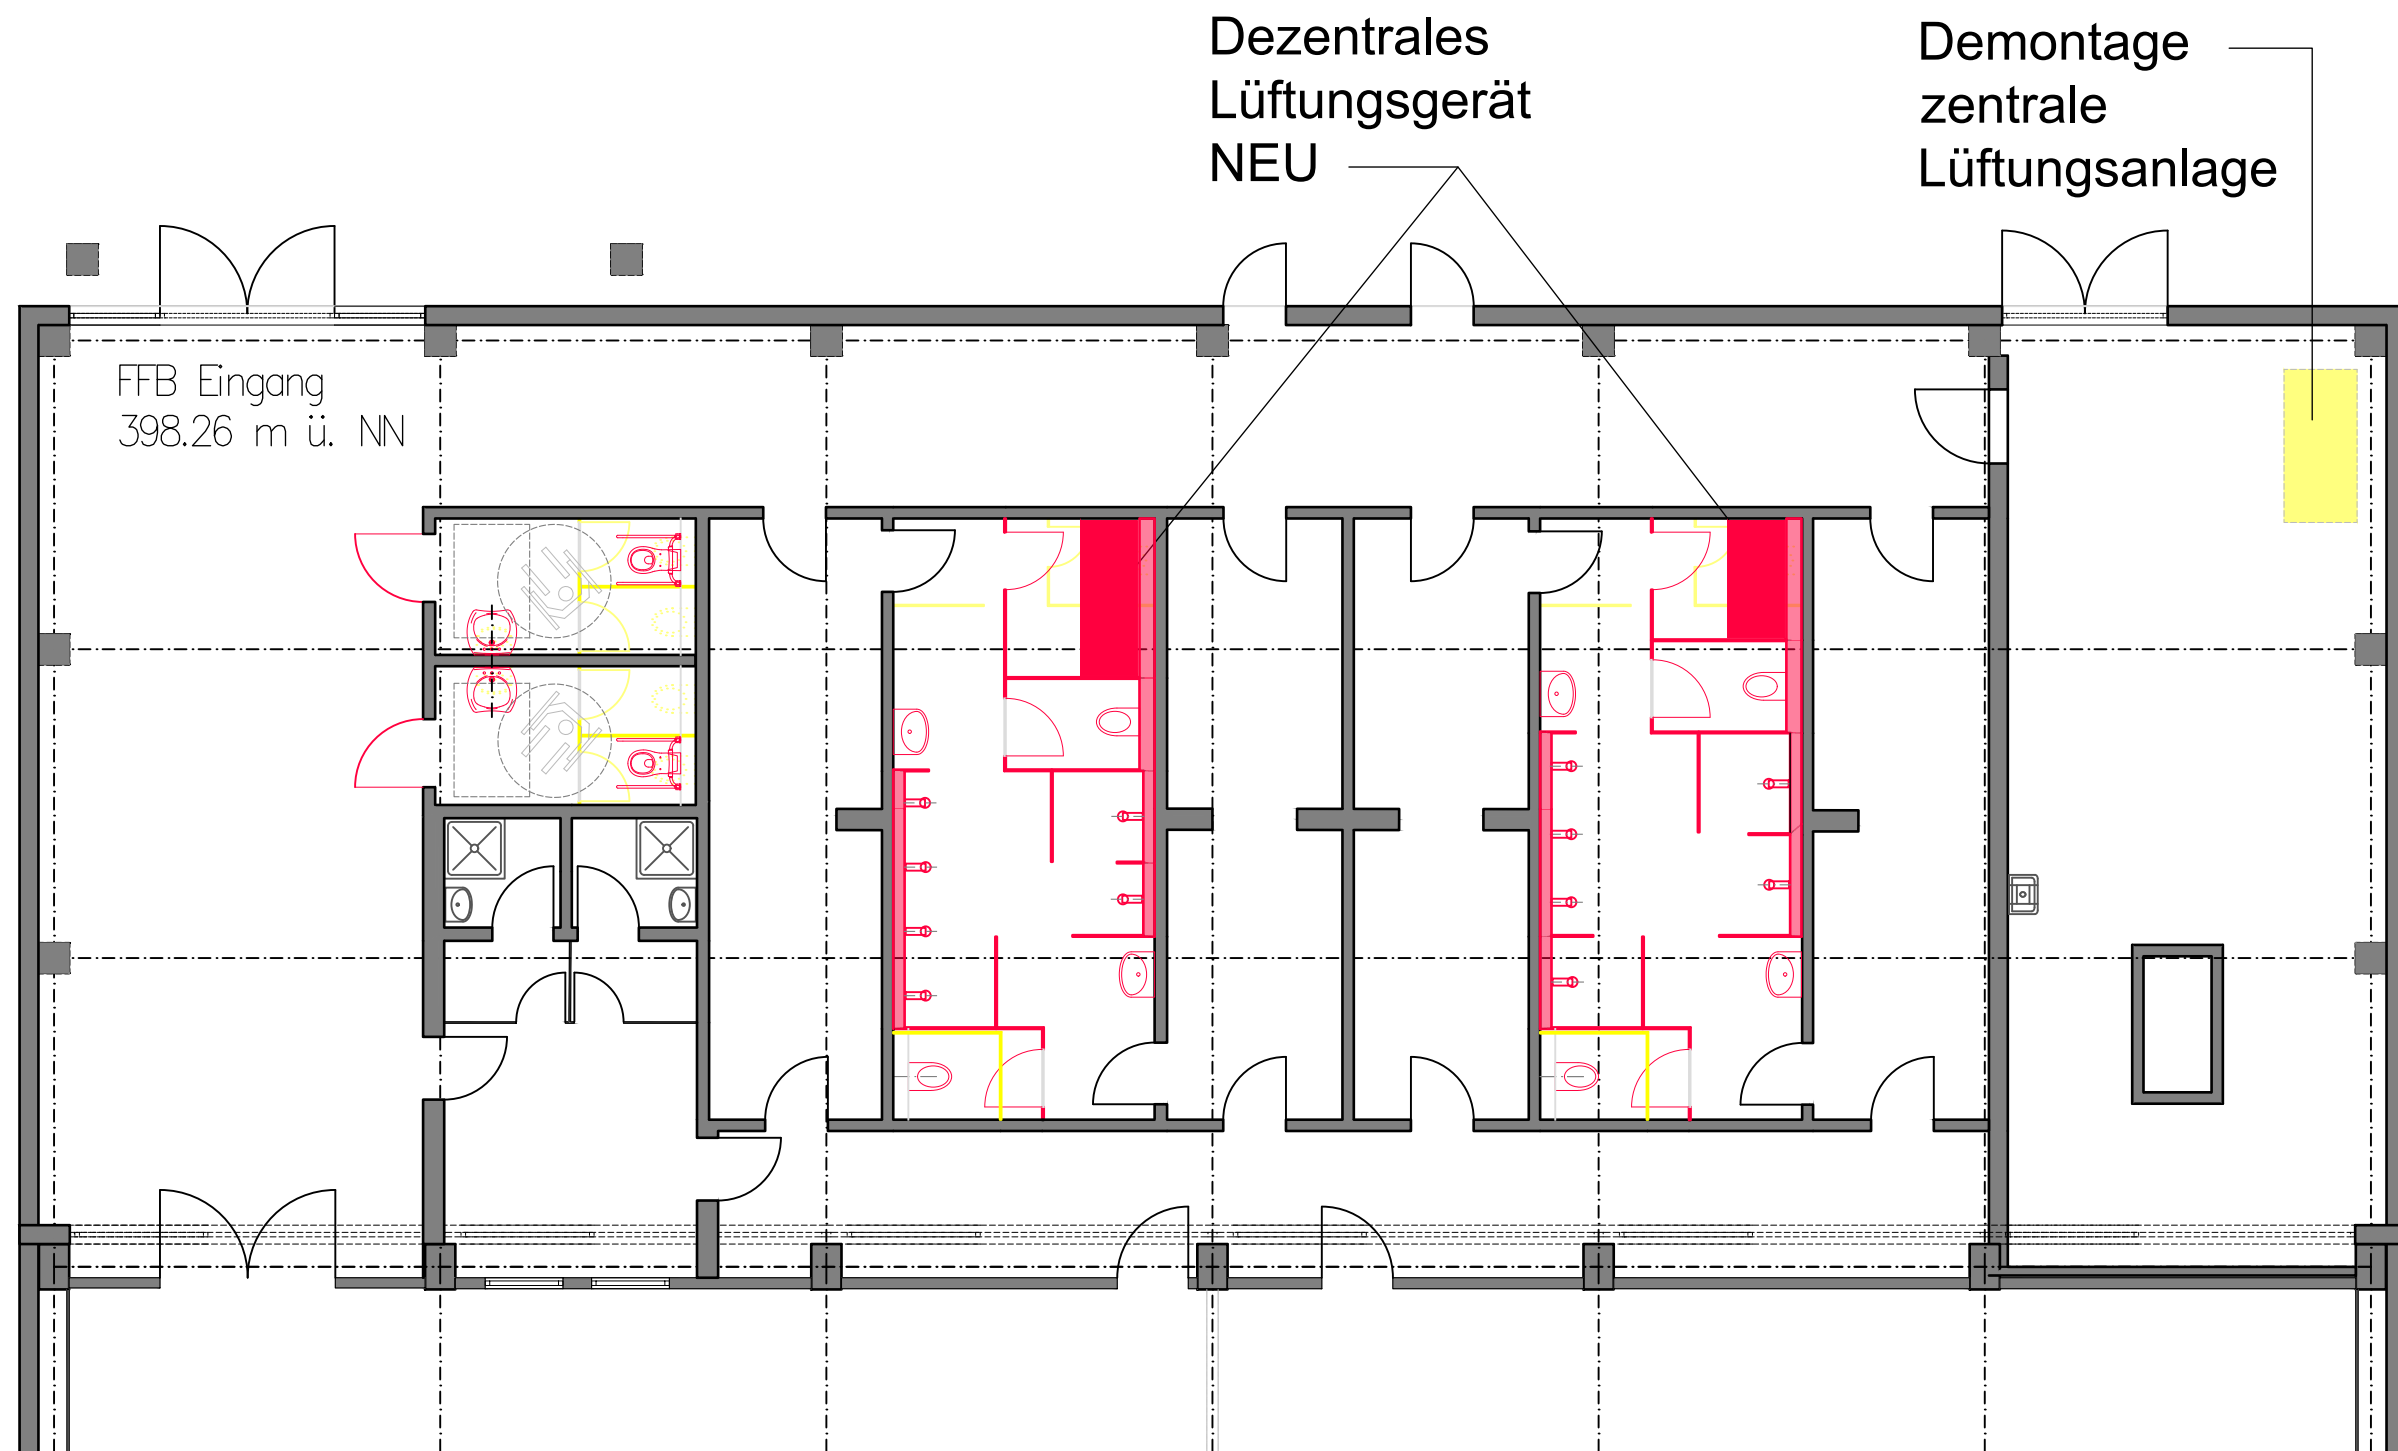 Dezentrales
Lüftungsgerät
NEU
Demontage
zentrale
Lüftungsanlage
FFB Eingang
398.26 m ü. NN